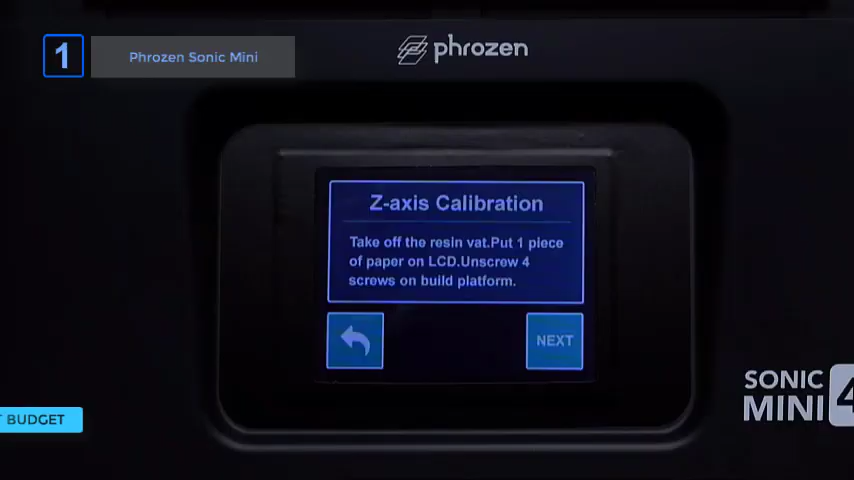 1
Phrozen Sonic Mini
phrozen
Z-axis Calibration
Take off the resin vat.Put 1 piece
of paper on LCD.Unscrew 4
screws on build platform.
NEXT
SONIC
MINI 4
BUDGET